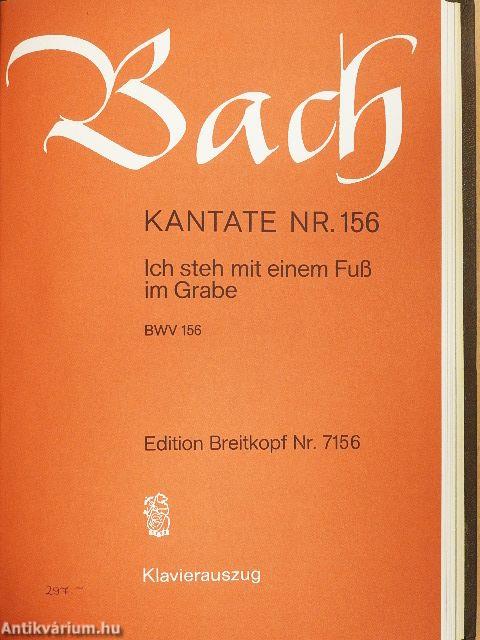 Bach
KANTATE NR. 156
Ich steh mit einem Fuß
im Grabe
BWV 156
Edition Breitkopf Nr. 7156
Klavierauszug
297.-
Antikvárium.hu